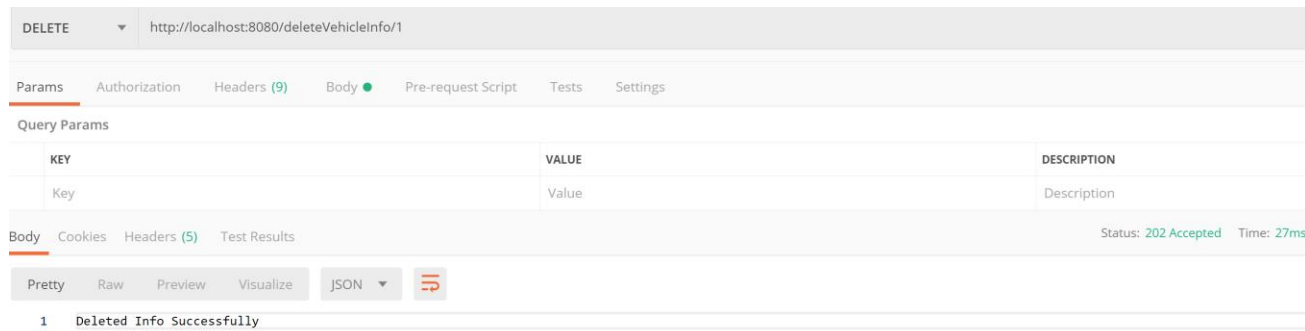 DELETE http://localhost:8080/deleteVehicleInfo/1
Params Authorization Headers (9) Body Pre-request Script Tests Settings
Query Params
KEY VALUE DESCRIPTION
Key Value Description
Body Cookies Headers (5) Test Results Status: 202 Accepted Time: 27ms
Pretty Raw Preview Visualize JSON
1 Deleted Info Successfully